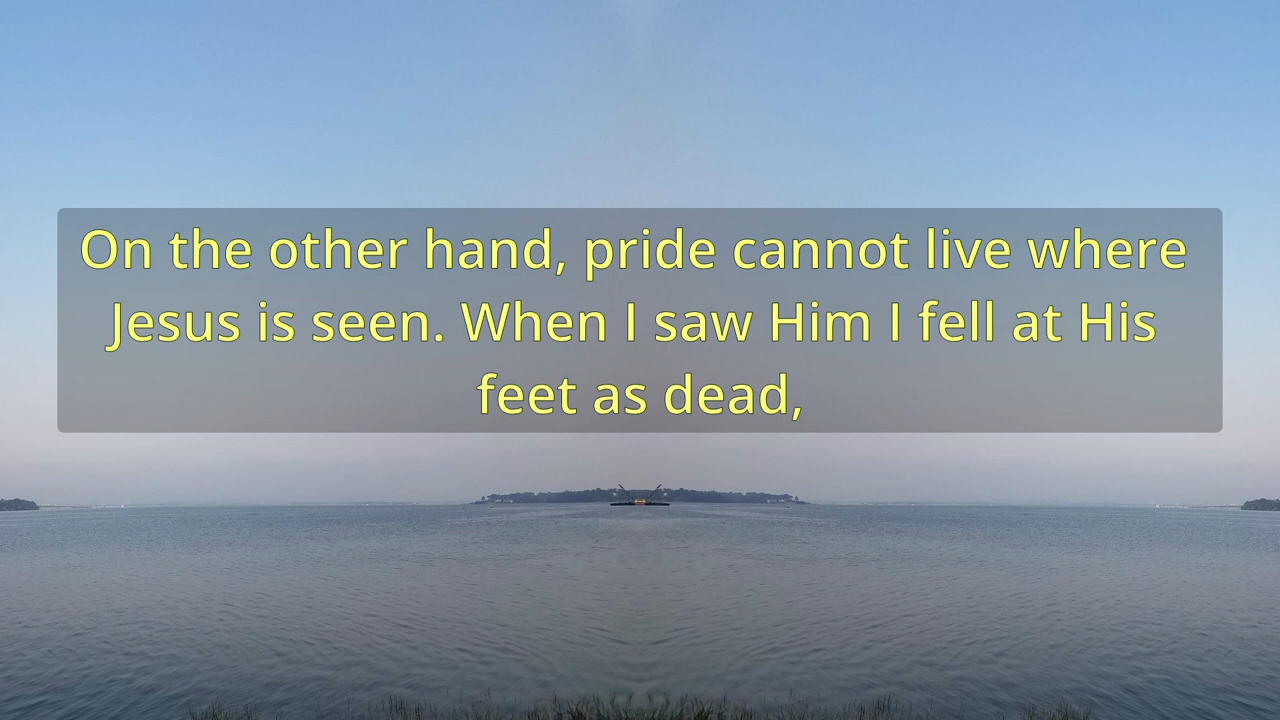 On the other hand, pride cannot live where
Jesus is seen. When I saw Him I fell at His
feet as dead,